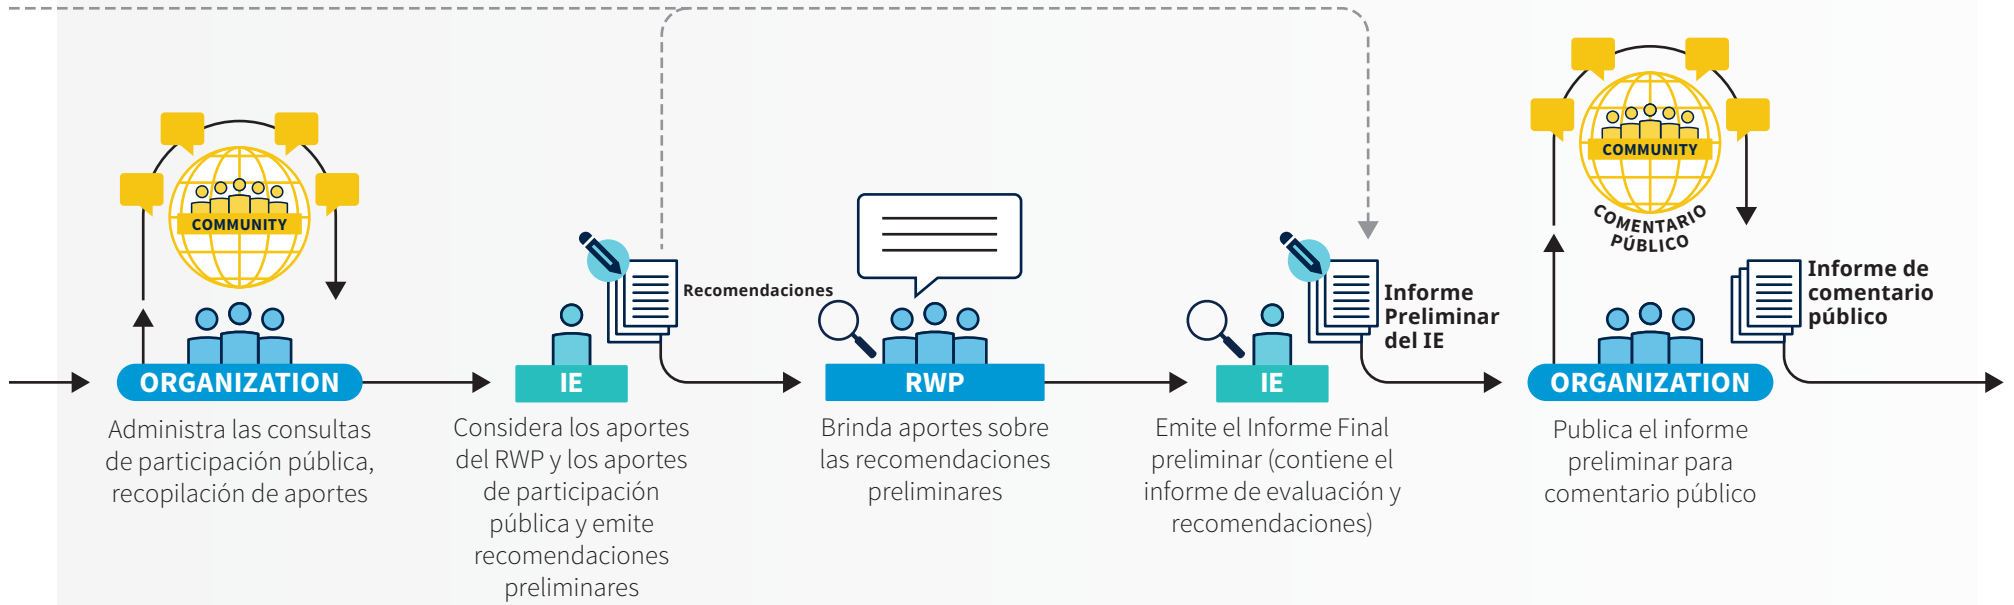 COMMUNITY
ORGANIZATION
Administra las consultas
de participación pública,
recopilación de aportes
Recomendaciones
IE
Considera los aportes
del RWP y los aportes
de participación
pública y emite
recomendaciones
preliminares
RWP
Brinda aportes sobre
las recomendaciones
preliminares
Informe
Preliminar
del IE
IE
Emite el Informe Final
preliminar (contiene el
informe de evaluación y
recomendaciones)
COMMUNITY
COMENTARIO
PÚBLICO
Informe de
comentario
público
ORGANIZATION
Publica el informe
preliminar para
comentario público